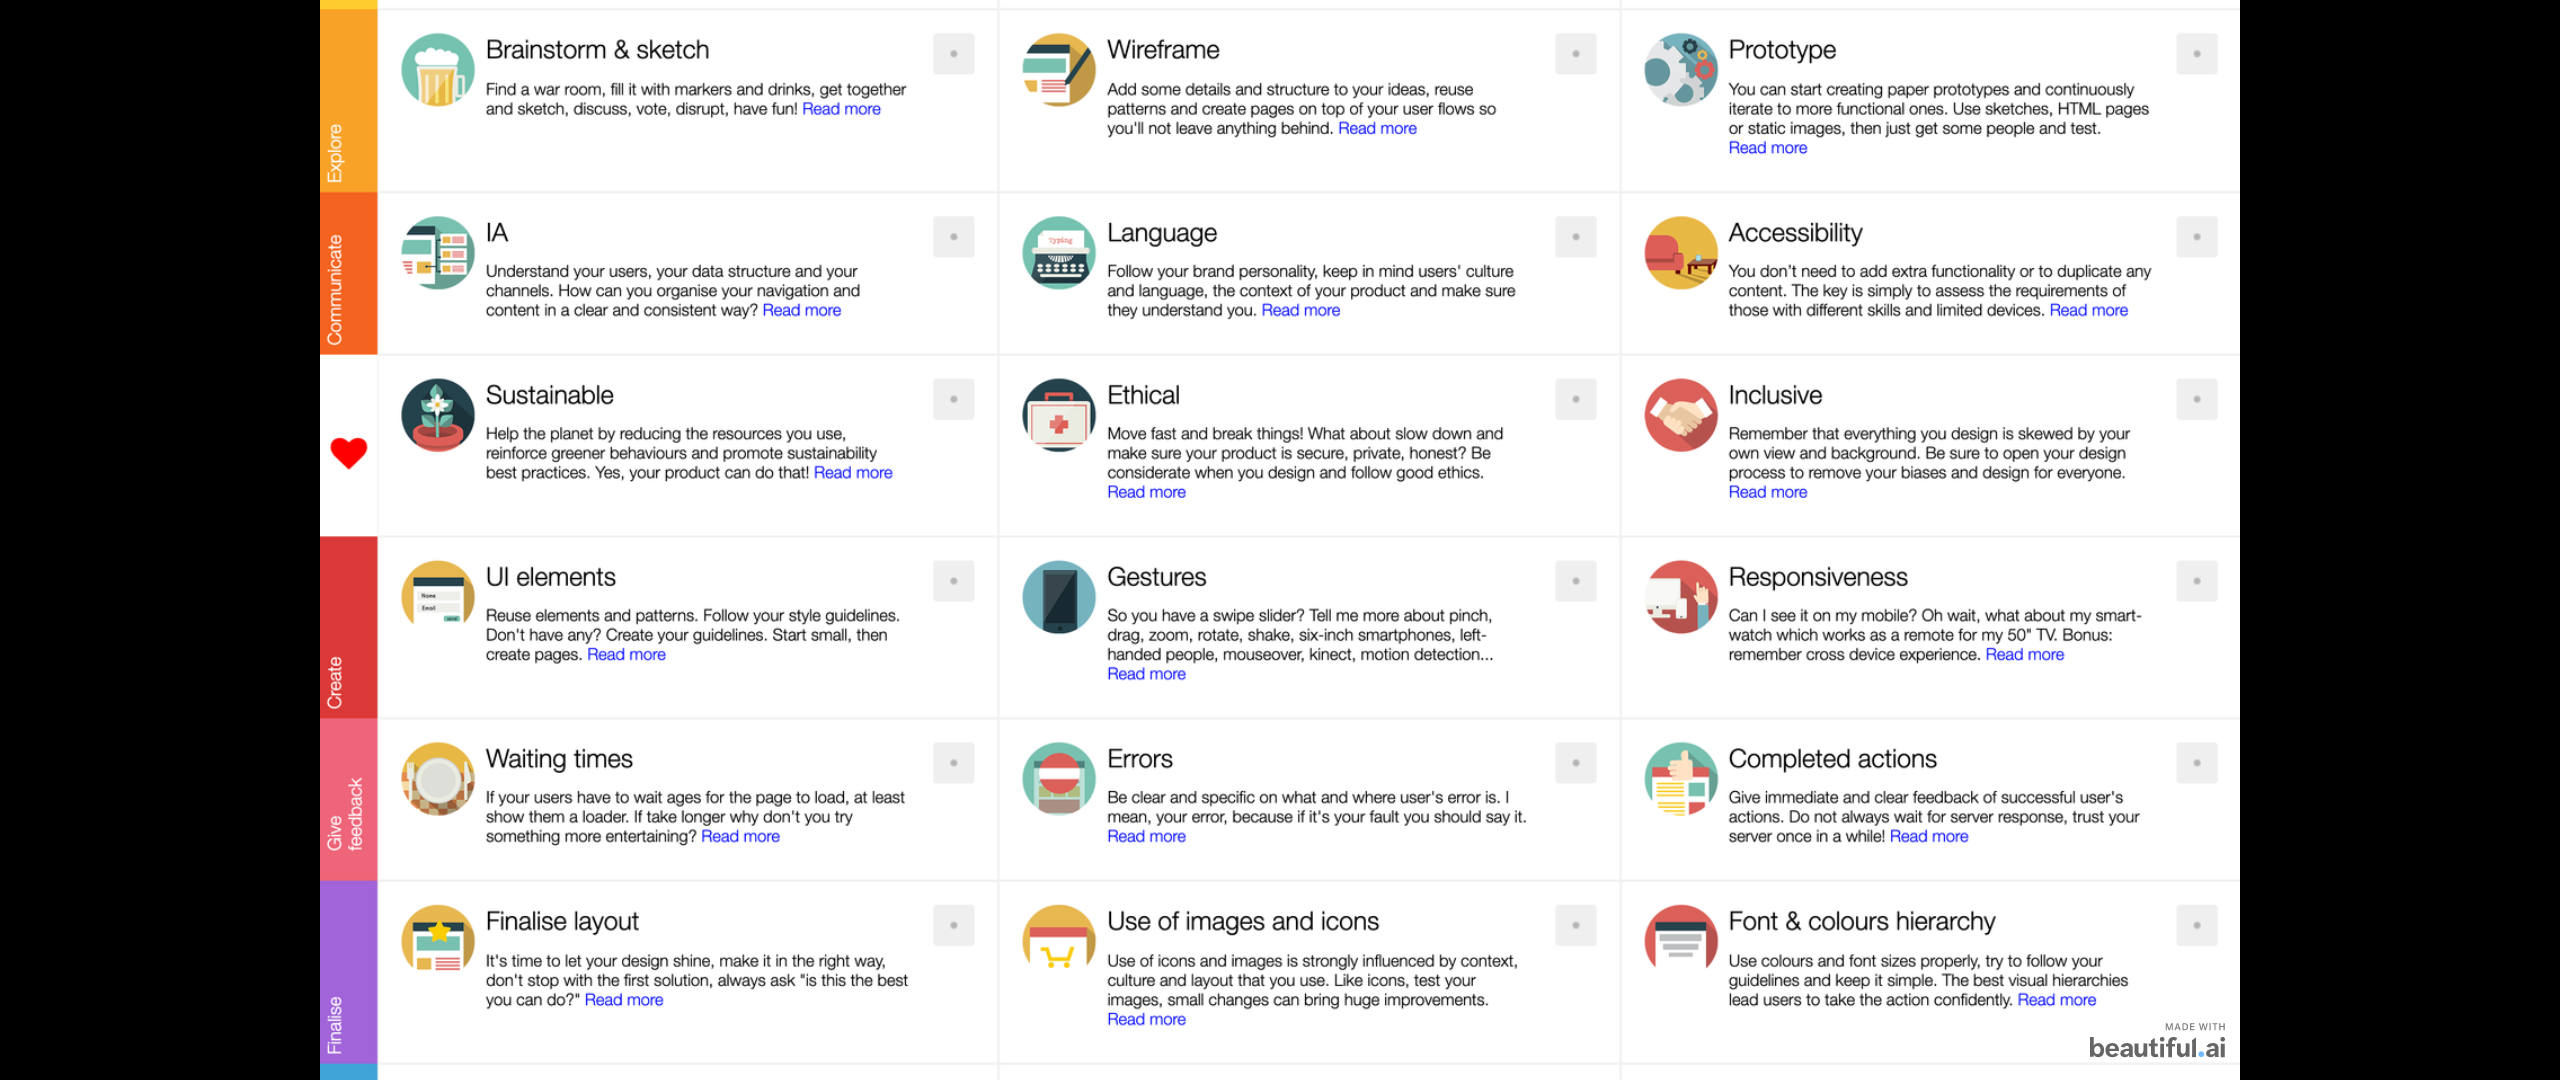 Explore
Brainstorm & sketch
Find a war room, fill it with markers and drinks, get together
and sketch, discuss, vote, disrupt, have fun! Read more
Wireframe
Add some details and structure to your ideas, reuse
patterns and create pages on top of your user flows so
you'll not leave anything behind. Read more
Prototype
You can start creating paper prototypes and continuously
iterate to more functional ones. Use sketches, HTML pages
or static images, then just get some people and test.
Read more
Communicate
IA
Understand your users, your data structure and your
channels. How can you organise your navigation and
content in a clear and consistent way? Read more
Typing
Language
Follow your brand personality, keep in mind users' culture
and language, the context of your product and make sure
they understand you. Read more
Accessibility
You don't need to add extra functionality or to duplicate any
content. The key is simply to assess the requirements of
those with different skills and limited devices. Read more
Sustainable
Help the planet by reducing the resources you use,
reinforce greener behaviours and promote sustainability
best practices. Yes, your product can do that! Read more
Ethical
Move fast and break things! What about slow down and
make sure your product is secure, private, honest? Be
considerate when you design and follow good ethics.
Read more
Inclusive
Remember that everything you design is skewed by your
own view and background. Be sure to open your design
process to remove your biases and design for everyone.
Read more
Create
Name
Email
send
UI elements
Reuse elements and patterns. Follow your style guidelines.
Don't have any? Create your guidelines. Start small, then
create pages. Read more
Gestures
So you have a swipe slider? Tell me more about pinch,
drag, zoom, rotate, shake, six-inch smartphones, left-
handed people, mouseover, kinect, motion detection...
Read more
Responsiveness
Can I see it on my mobile? Oh wait, what about my smart-
watch which works as a remote for my 50" TV. Bonus:
remember cross device experience. Read more
Give
feedback
Waiting times
If your users have to wait ages for the page to load, at least
show them a loader. If take longer why don't you try
something more entertaining? Read more
Errors
Be clear and specific on what and where user's error is. I
mean, your error, because if it's your fault you should say it.
Read more
Completed actions
Give immediate and clear feedback of successful user's
actions. Do not always wait for server response, trust your
server once in a while! Read more
Finalise
Finalise layout
It's time to let your design shine, make it in the right way,
don't stop with the first solution, always ask "is this the best
you can do?" Read more
Use of images and icons
Use of icons and images is strongly influenced by context,
culture and layout that you use. Like icons, test your
images, small changes can bring huge improvements.
Read more
Font & colours hierarchy
Use colours and font sizes properly, try to follow your
guidelines and keep it simple. The best visual hierarchies
lead users to take the action confidently. Read more
MADE WITH
beautiful.ai